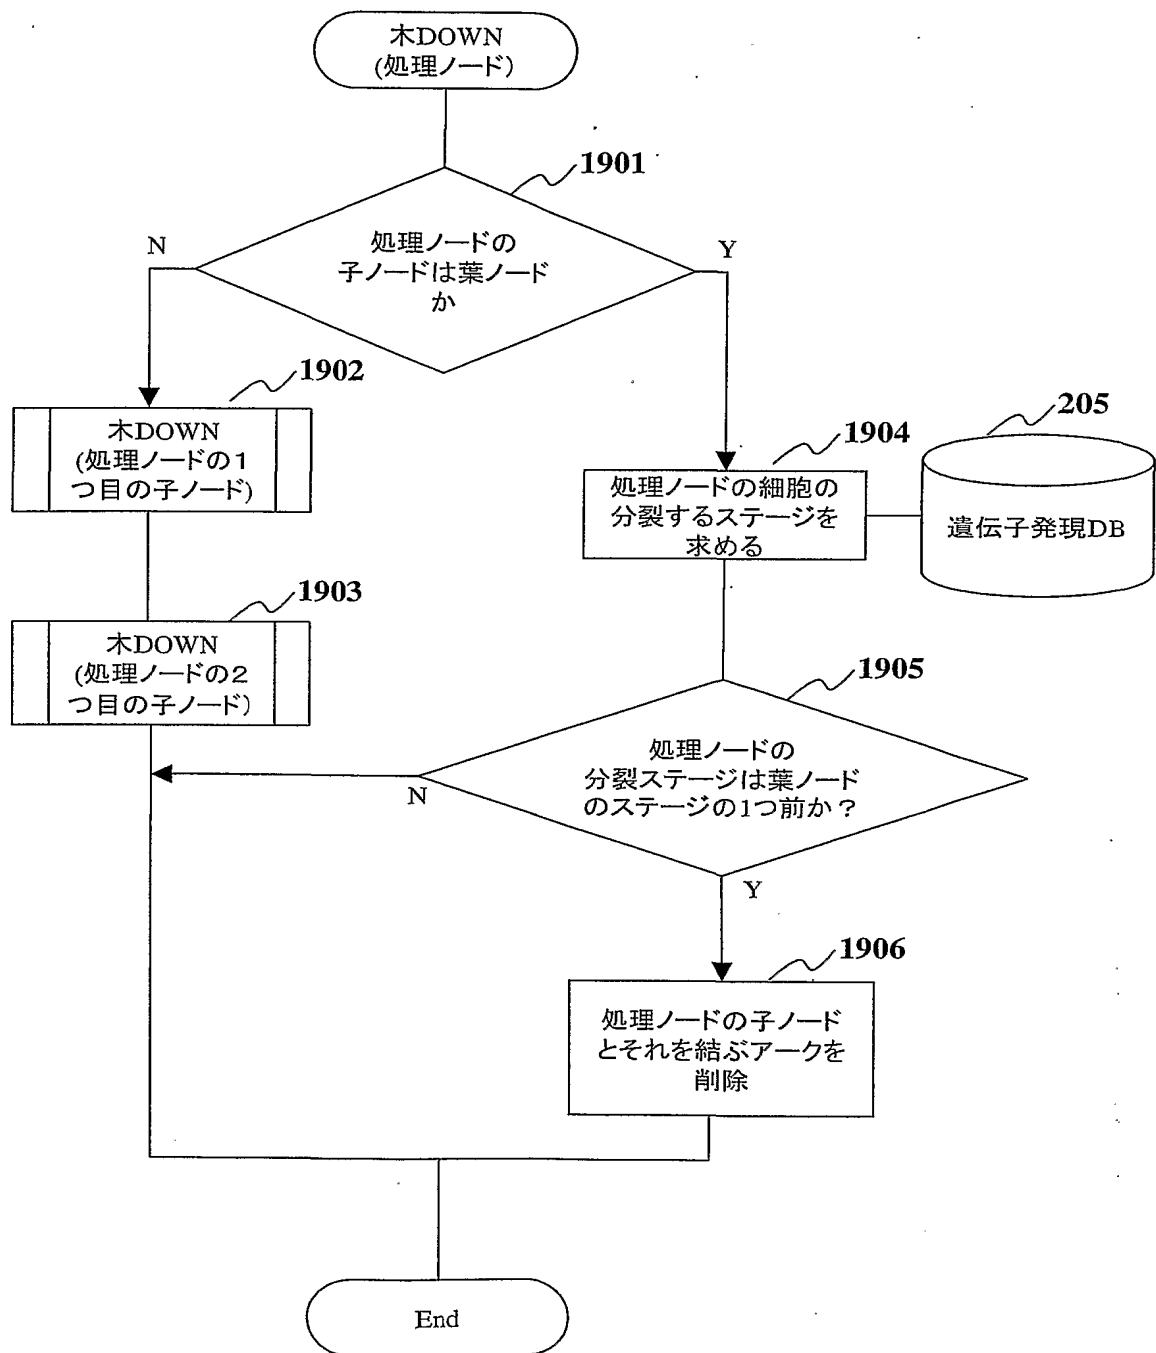 木DOWN
(処理ノード)
1901
処理ノードの
子ノードは葉ノード
か
N
Y
1902
木DOWN
(処理ノードの1
つ目の子ノード)
1903
木DOWN
(処理ノードの2
つ目の子ノード)
1904
処理ノードの細胞の
分裂するステージを
求める
205
遺伝子発現DB
1905
処理ノードの
分裂ステージは葉ノード
のステージの1つ前か?
N
Y
1906
処理ノードの子ノード
とそれを結ぶアークを
削除
End